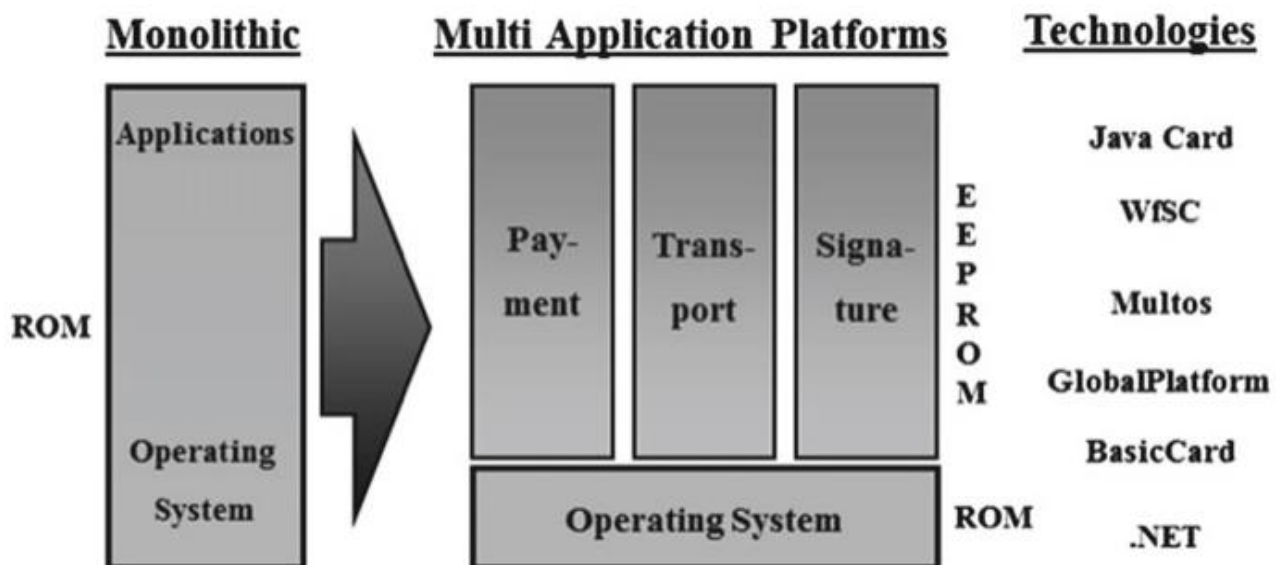 Monolithic
Multi Application Platforms
Technologies
Applications
ROM
Operating
System
Pay-
ment
Trans-
port
Signa-
ture
EEPROM
Operating System
ROM
Java Card
WfSC
Multos
GlobalPlatform
BasicCard
.NET